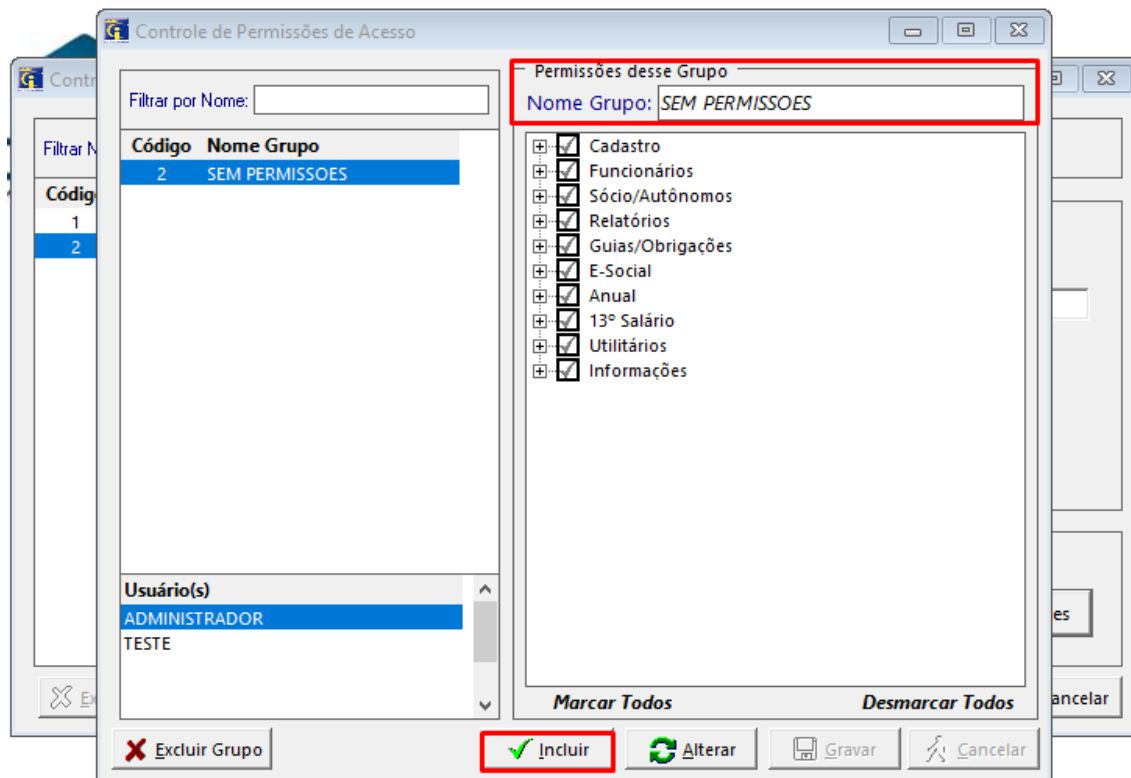 Controle de Permissões de Acesso
Contr
Filtrar por Nome:
Permissões desse Grupo
Nome Grupo: SEM PERMISSOES
Filtrar N
Código Nome Grupo
2 SEM PERMISSOES
Códig
1
2
Cadastro
Funcionários
Sócio/Autônomos
Relatórios
Guias/Obrigações
E-Social
Anual
13º Salário
Utilitários
Informações
Usuário(s)
ADMINISTRADOR
TESTE
es
Marcar Todos Desmarcar Todos
Ex
ancelar
Excluir Grupo Incluir Alterar Gravar Cancelar